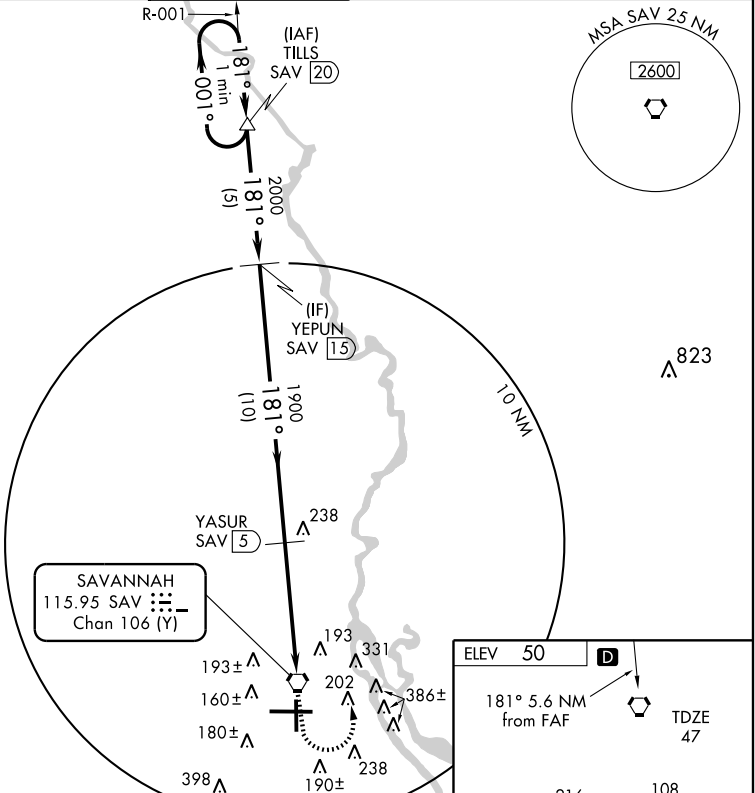 R-001
(IAF)
TILLS
SAV 20
181°
1 min
001°
MSA SAV 25 NM
2600
2000
181°
(5)
(IF)
YEPUN
SAV 15
10 NM
823
1900
181°
(10)
YASUR
SAV 5
238
SAVANNAH
115.95 SAV
Chan 106 (Y)
193
331
193±
202
386±
160±
180±
238
190±
398
ELEV 50 D
181° 5.6 NM
from FAF
TDZE
47
108